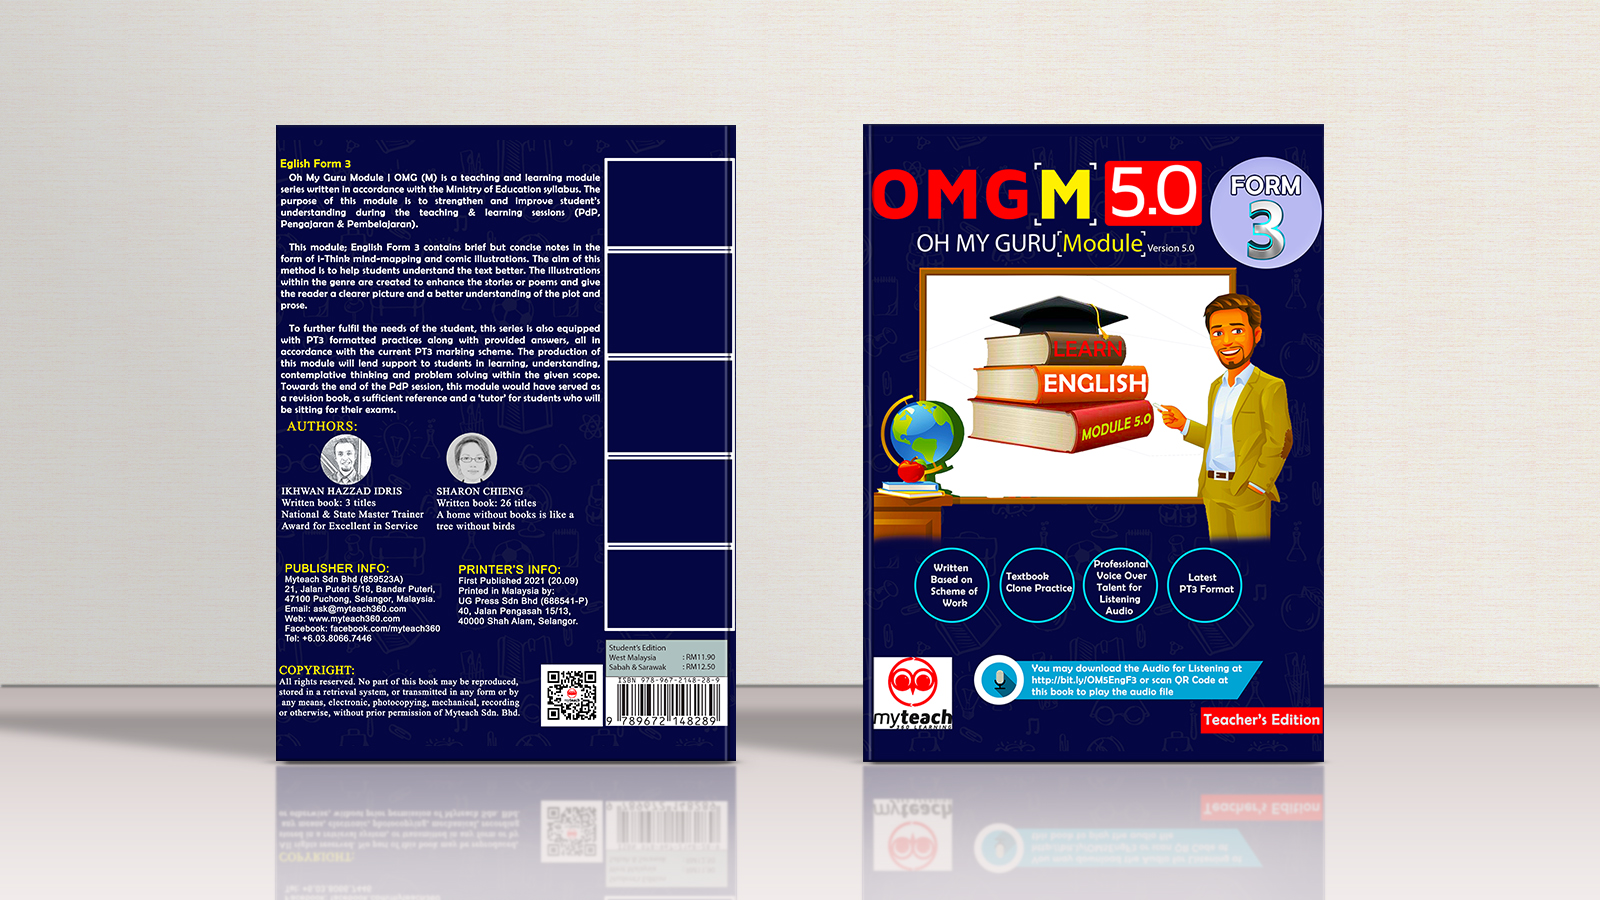 Eglish Form 3
Oh My Guru Module | OMG (M) is a teaching and learning module
series written in accordance with the Ministry of Education syllabus. The
purpose of this module is to strengthen and improve student's
understanding during the teaching & learning sessions (PdP,
Pengajaran & Pembelajaran).
This module; English Form 3 contains brief but concise notes in the
form of i-Think mind-mapping and comic illustrations. The aim of this
method is to help students understand the text better. The illustrations
within the genre are created to enhance the stories or poems and give
the reader a clearer picture and a better understanding of the plot and
prose.
To further fulfil the needs of the student, this series is also equipped
with PT3 formatted practices along with provided answers, all in
accordance with the current PT3 marking scheme. The production of
this module will lend support to students in learning, understanding,
contemplative thinking and problem solving within the given scope.
Towards the end of the PdP session, this module would have served as
a revision book, a sufficient reference and a 'tutor' for students who will
be sitting for their exams.
AUTHORS:
IKHWAN HAZZAD IDRIS
Written book: 3 titles
National & State Master Trainer
Award for Excellent in Service
SHARON CHIENG
Written book: 26 titles
A home without books is like a
tree without birds
PUBLISHER INFO:
Myteach Sdn Bhd (859523A)
21, Jalan Puteri 5/18, Bandar Puteri,
47100 Puchong, Selangor, Malaysia.
Email: ask@myteach360.com
Web: www.myteach360.com
Facebook: facebook.com/myteach360
Tel: +6.03.8066.7446
PRINTER'S INFO:
First Published 2021 (20.09)
Printed in Malaysia by:
UG Press Sdn Bhd (686541-P)
40, Jalan Pengasah 15/13,
40000 Shah Alam, Selangor.
COPYRIGHT:
All rights reserved. No part of this book may be reproduced,
stored in a retrieval system, or transmitted in any form or by
any means, electronic, photocopying, mechanical, recording
or otherwise, without prior permission of Myteach Sdn. Bhd.
Student's Edition
West Malaysia : RM11.90
Sabah & Sarawak : RM12.50
ISBN 978-967-2148-28-9
9 789672 148289
OMG[M] 5.0
OH MY GURU [Module] Version 5.0
FORM
3
LEARN
ENGLISH
MODULE 5.0
Written
Based on
Scheme of
Work
Textbook
Clone Practice
Professional
Voice Over
Talent for
Listening
Audio
Latest
PT3 Format
myteach
360 LEARNING
You may download the Audio for Listening at
http://bit.ly/OM5EngF3 or scan QR Code at
this book to play the audio file
Teacher's Edition